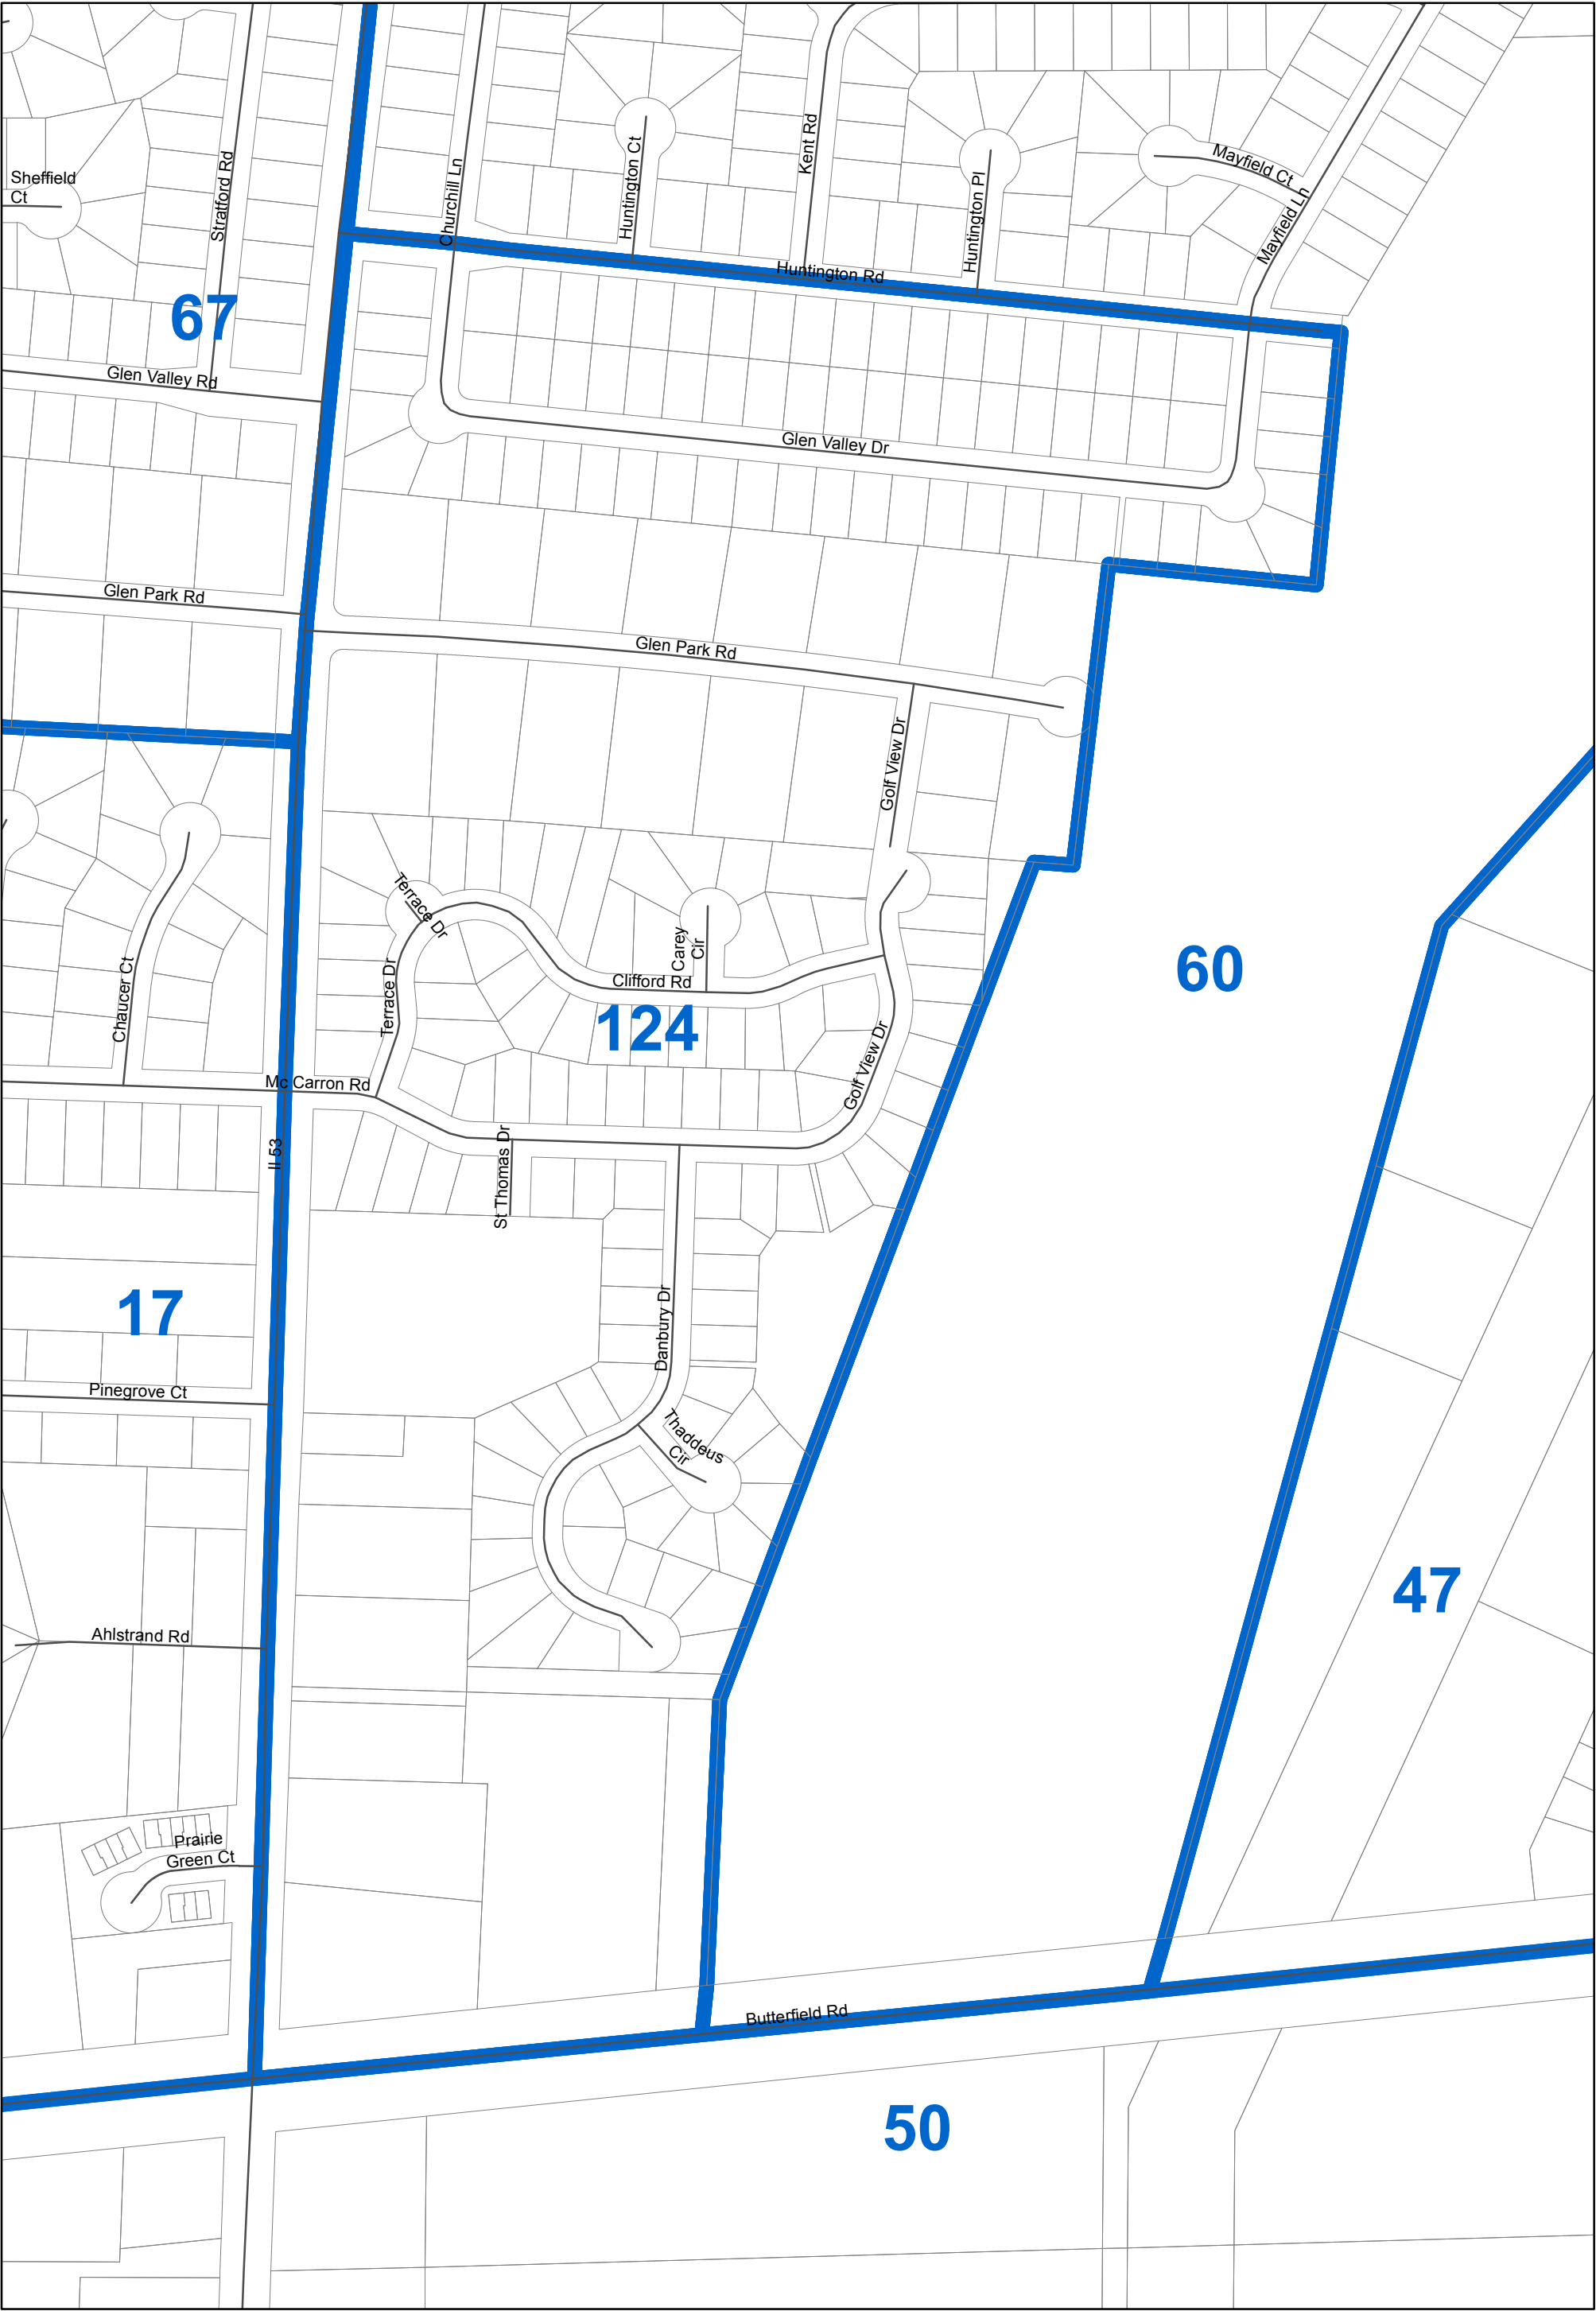 Sheffield
Ct
Stratford Rd
Churchill Ln
Huntington Ct
Kent Rd
Huntington Pl
Mayfield Ct
Mayfield Ln
Huntington Rd
67
Glen Valley Rd
Glen Valley Dr
Glen Park Rd
Glen Park Rd
Golf View Dr
Terrace Dr
Carey
Cir
60
Clifford Rd
Terrace Dr
Chaucer Ct
124
Golf View Dr
Mc Carron Rd
Il 53
St Thomas Dr
17
Danbury Dr
Pinegrove Ct
Thaddeus
Cir
47
Ahlstrand Rd
Prairie
Green Ct
Butterfield Rd
50